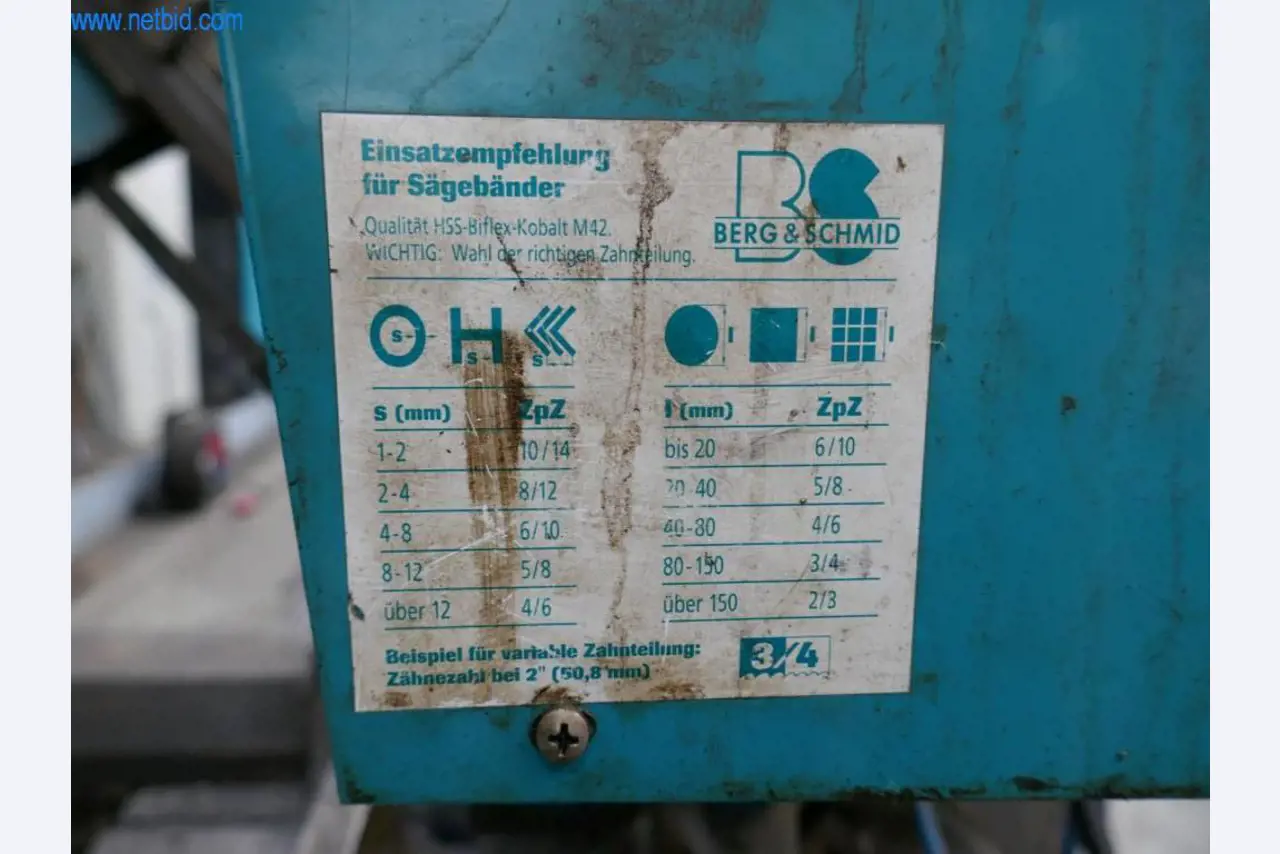 www.netbid.com
Einsatzempfehlung
für Sägebänder
Qualität HSS-Biflex-Kobalt M42.
WICHTIG: Wahl der richtigen Zahnteilung.
BS
BERG & SCHMID
s s s
S (mm) ZpZ
1-2 10/14
2-4 8/12
4-8 6/10
8-12 5/8
über 12 4/6
l (mm) ZpZ
bis 20 6/10
20-40 5/8
40-80 4/6
80-150 3/4
über 150 2/3
Beispiel für variable Zahnteilung:
Zähnezahl bei 2" (50,8 mm)
3/4